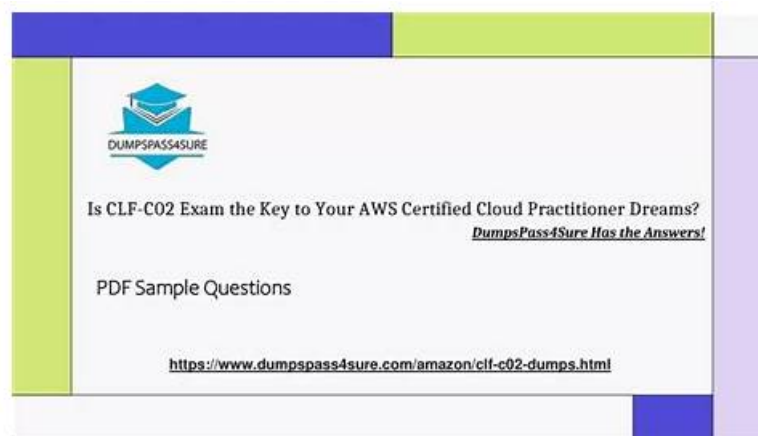 DUMPSPASS4SURE
Is CLF-C02 Exam the Key to Your AWS Certified Cloud Practitioner Dreams?
DumpsPass4Sure Has the Answers!
PDF Sample Questions
https://www.dumpspass4sure.com/amazon/clf-c02-dumps.html